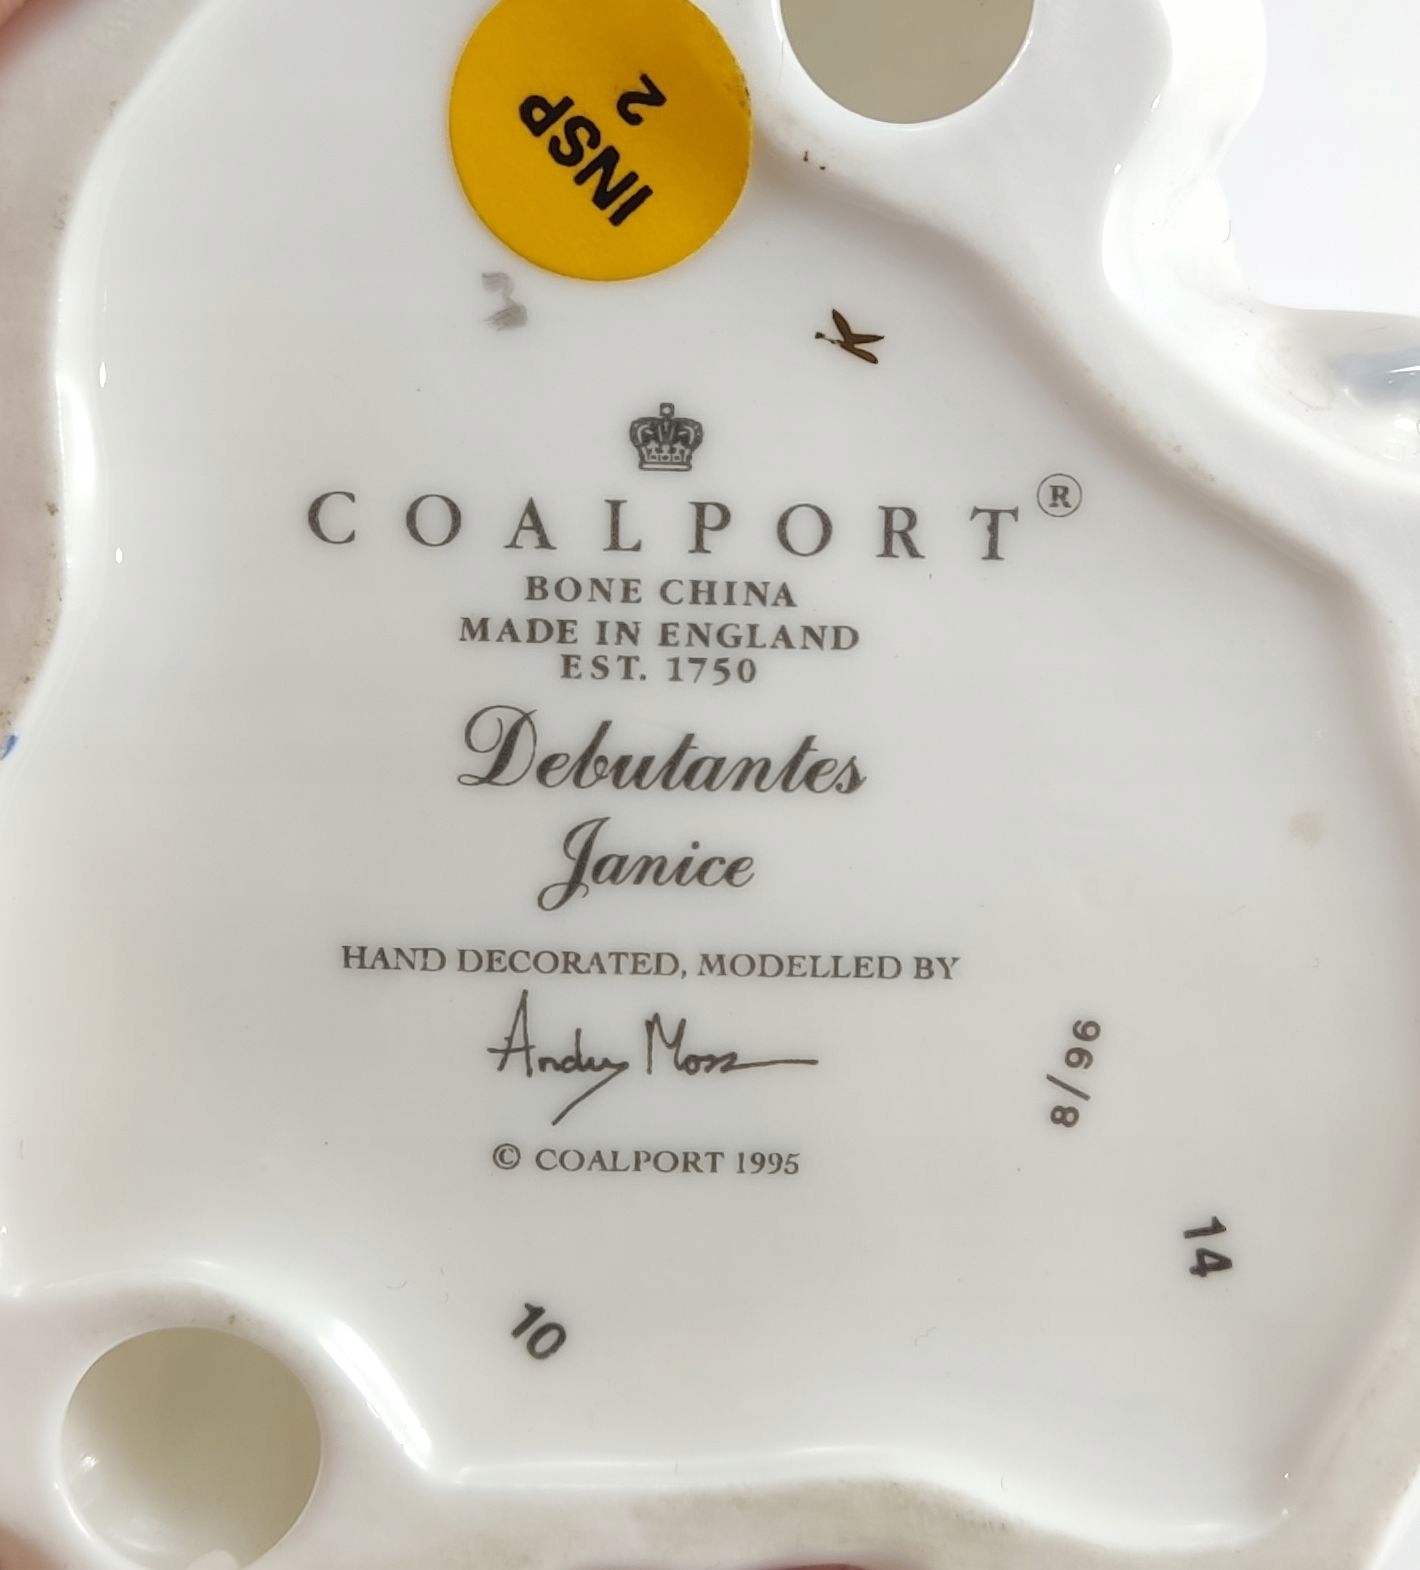 INSP
2
K
COALPORT®
BONE CHINA
MADE IN ENGLAND
EST. 1750
Debutantes
Janice
HAND DECORATED, MODELLED BY
Andy Moss
© COALPORT 1995
8/96
14
10